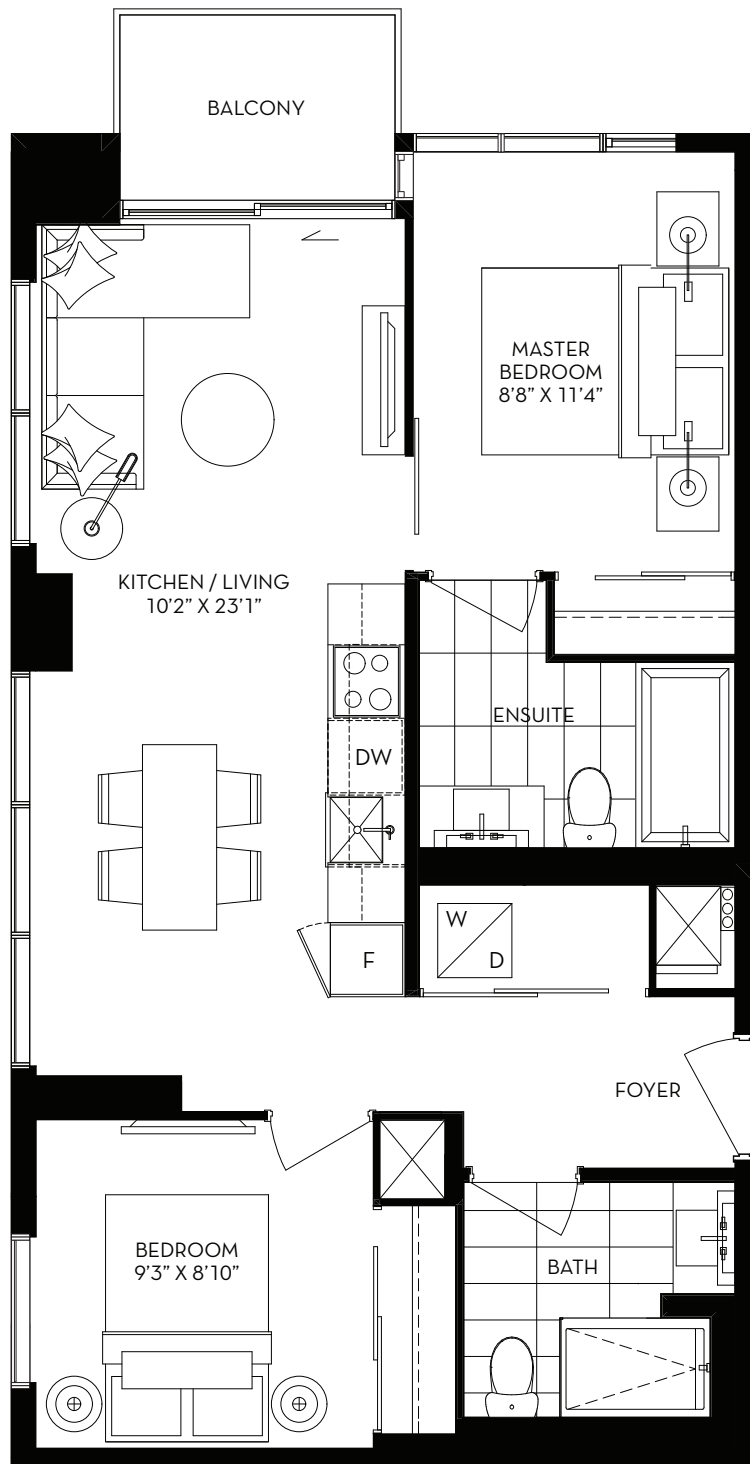 BALCONY
MASTER
BEDROOM
8'8" X 11'4"
KITCHEN / LIVING
10'2" X 23'1"
ENSUITE
DW
W
D
F
FOYER
BEDROOM
9'3" X 8'10"
BATH